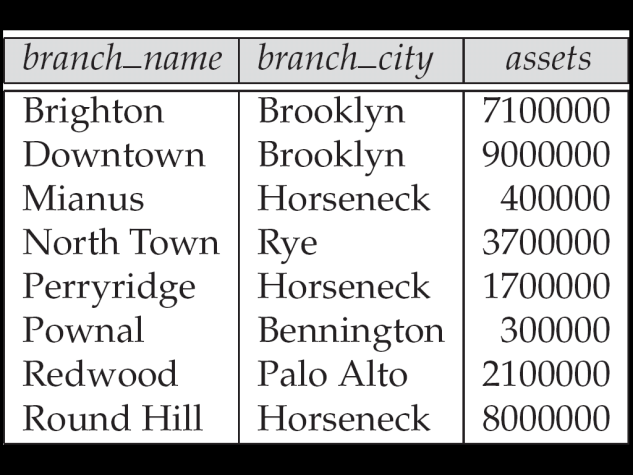 branch_name branch_city assets
Brighton Brooklyn 7100000
Downtown Brooklyn 9000000
Mianus Horseneck 400000
North Town Rye 3700000
Perryridge Horseneck 1700000
Pownal Bennington 300000
Redwood Palo Alto 2100000
Round Hill Horseneck 8000000